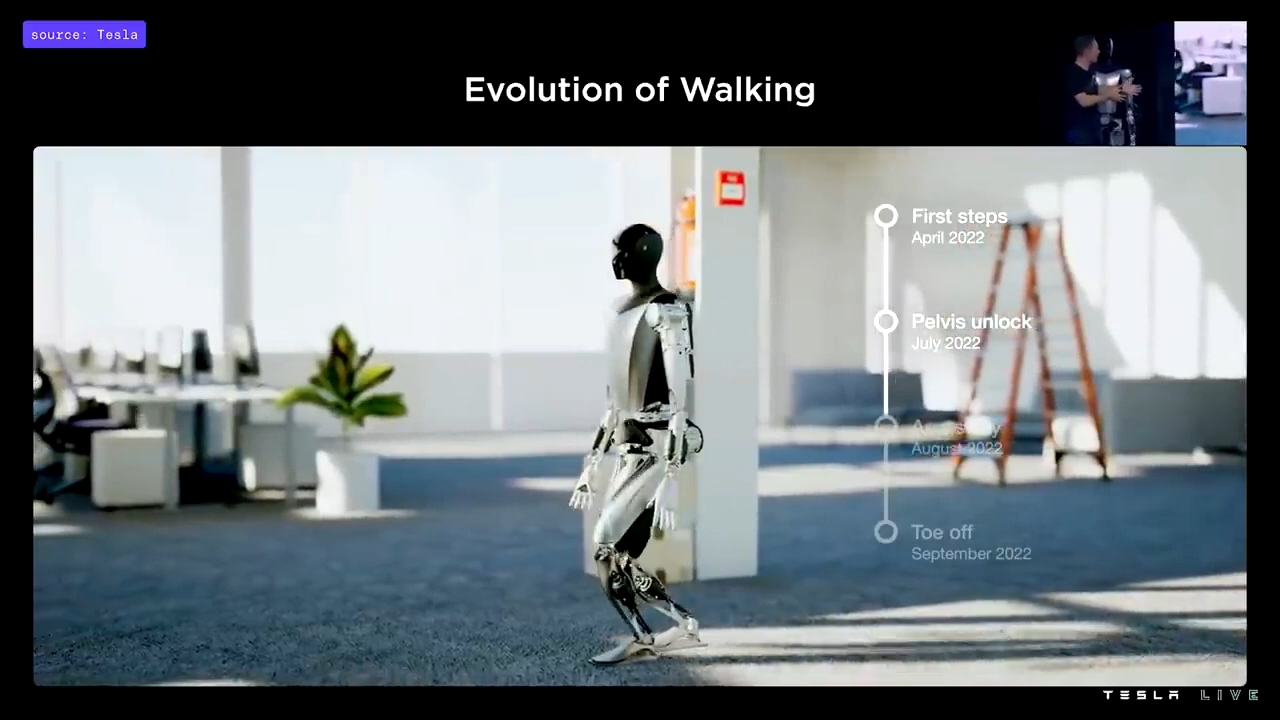 source: Tesla
Evolution of Walking
First steps
April 2022
Pelvis unlock
July 2022
August 2022
Toe off
September 2022
TESLA LIVE